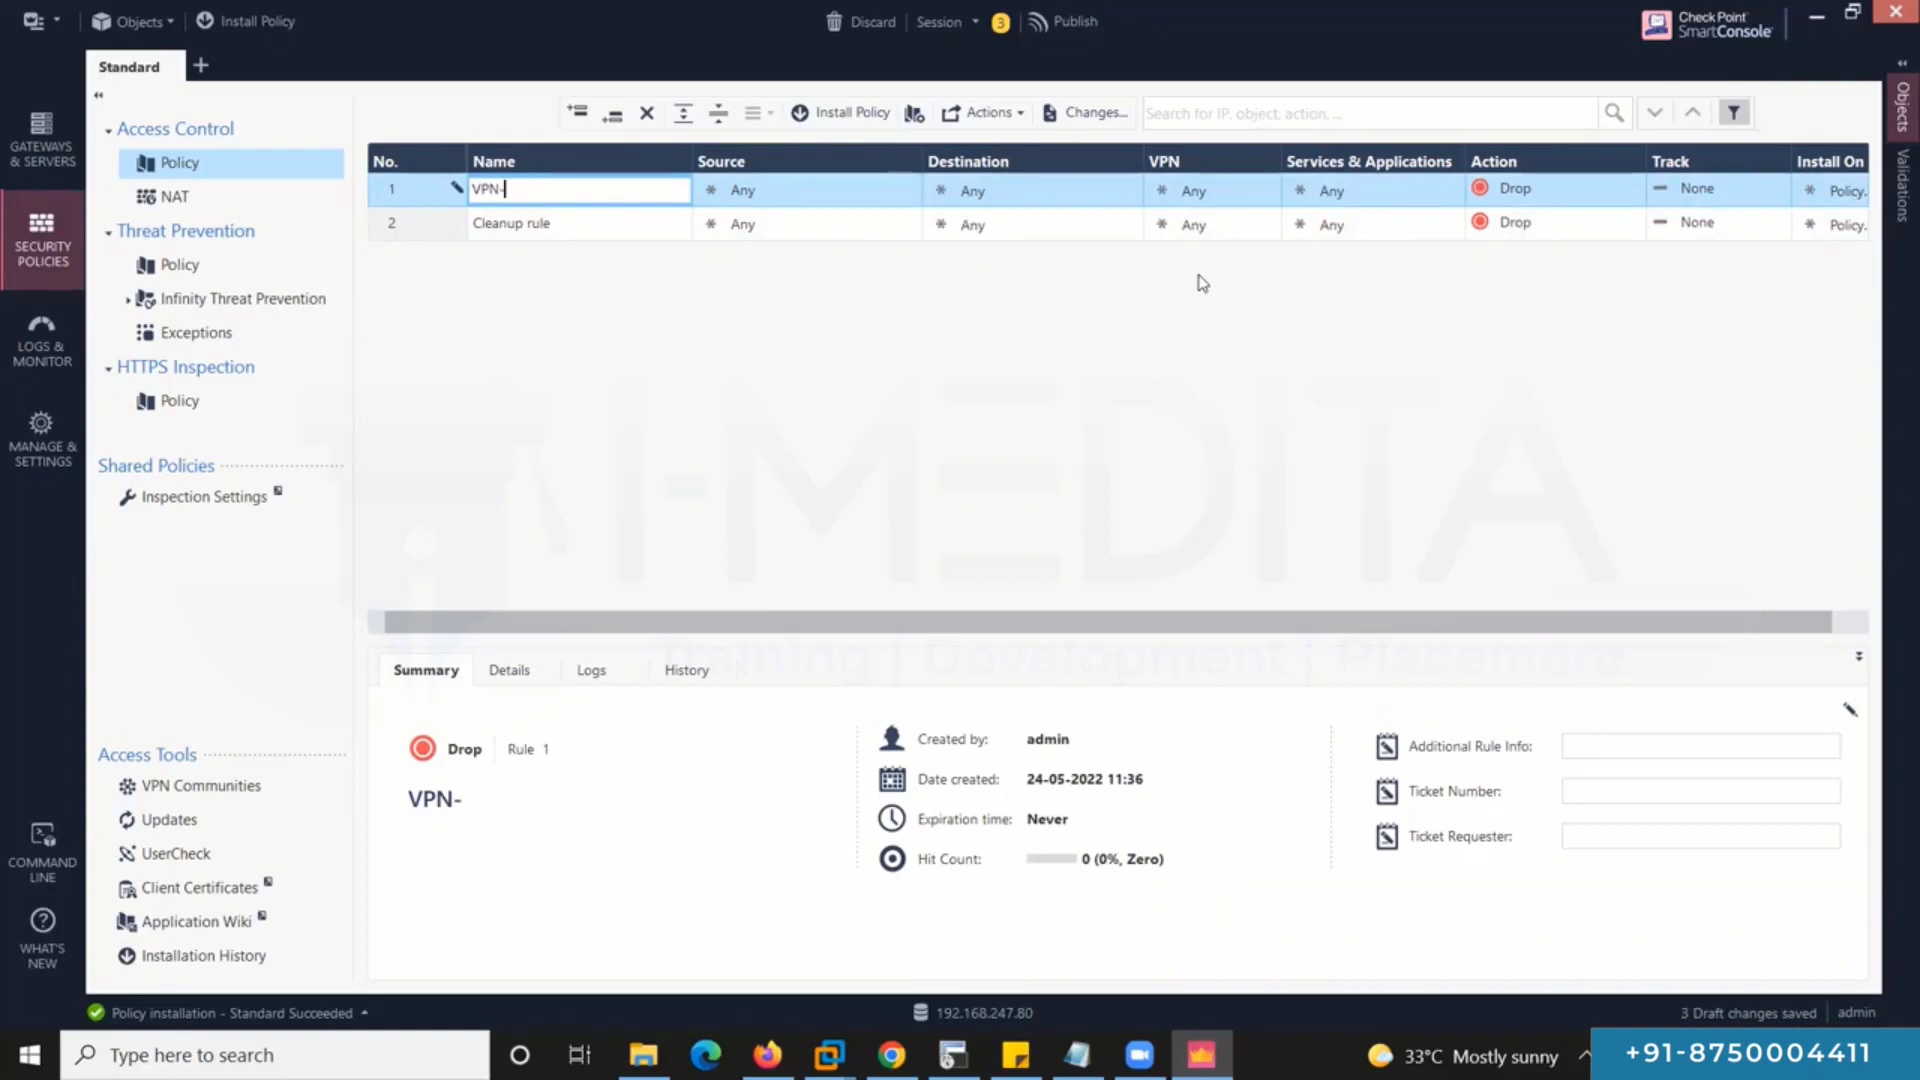 Objects
Install Policy
Discard
Session
3
Publish
Check Point
SmartConsole
Standard
Access Control
Policy
NAT
Threat Prevention
Policy
Infinity Threat Prevention
Exceptions
HTTPS Inspection
Policy
Shared Policies
Inspection Settings
Access Tools
VPN Communities
Updates
UserCheck
Client Certificates
Application Wiki
Installation History
GATEWAYS
& SERVERS
SECURITY
POLICIES
LOGS &
MONITOR
MANAGE &
SETTINGS
COMMAND
LINE
WHAT'S
NEW
Install Policy
Actions
Changes...
Search for IP, object, action, ...
No. Name Source Destination VPN Services & Applications Action Track Install On
1 VPN- Any Any Any Any Drop None Policy.
2 Cleanup rule Any Any Any Any Drop None Policy.
I-MEDITA
Training | Development | Placement
Summary Details Logs History
Drop Rule 1
VPN-
Created by: admin
Date created: 24-05-2022 11:36
Expiration time: Never
Hit Count: 0 (0%, Zero)
Additional Rule Info:
Ticket Number:
Ticket Requester:
Objects
Validations
Policy installation - Standard Succeeded
192.168.247.80
3 Draft changes saved
admin
Type here to search
33°C Mostly sunny
+91-8750004411